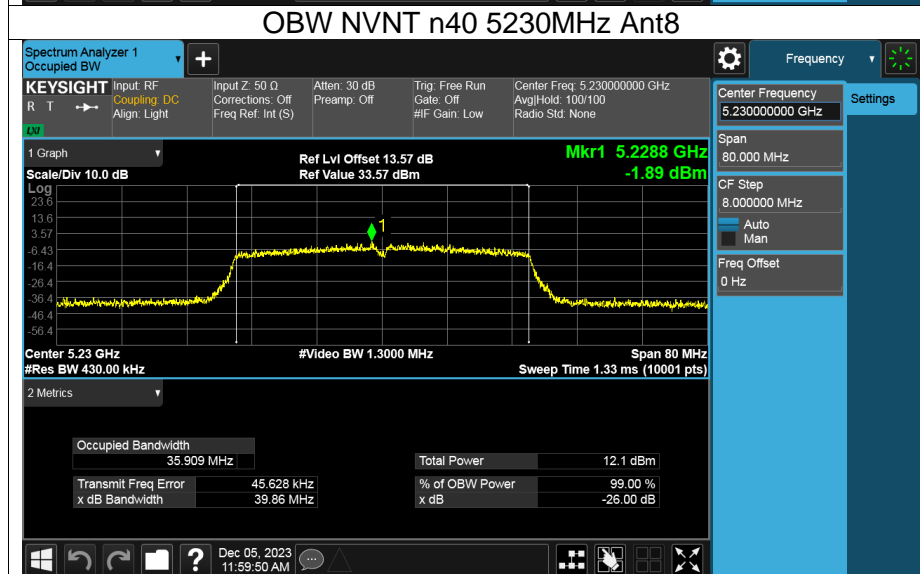 OBW NVNT n40 5230MHz Ant8
Spectrum Analyzer 1
Occupied BW
+
Frequency
KEYSIGHT
R T
LXI
Input: RF
Coupling: DC
Align: Light
Input Z: 50 Ω
Corrections: Off
Freq Ref: Int (S)
Atten: 30 dB
Preamp: Off
Trig: Free Run
Gate: Off
#IF Gain: Low
Center Freq: 5.230000000 GHz
Avg|Hold: 100/100
Radio Std: None
Center Frequency
5.230000000 GHz
Settings
Span
80.000 MHz
CF Step
8.000000 MHz
Auto
Man
Freq Offset
0 Hz
1 Graph
Scale/Div 10.0 dB
Ref Lvl Offset 13.57 dB
Ref Value 33.57 dBm
Mkr1 5.2288 GHz
-1.89 dBm
Log
23.6
13.6
3.57
-6.43
-16.4
-26.4
-36.4
-46.4
-56.4
1
Center 5.23 GHz
#Video BW 1.3000 MHz
Span 80 MHz
#Res BW 430.00 kHz
Sweep Time 1.33 ms (10001 pts)
2 Metrics
Occupied Bandwidth
35.909 MHz
Total Power 12.1 dBm
Transmit Freq Error 45.628 kHz
% of OBW Power 99.00 %
x dB Bandwidth 39.86 MHz
x dB -26.00 dB
?
Dec 05, 2023
11:59:50 AM